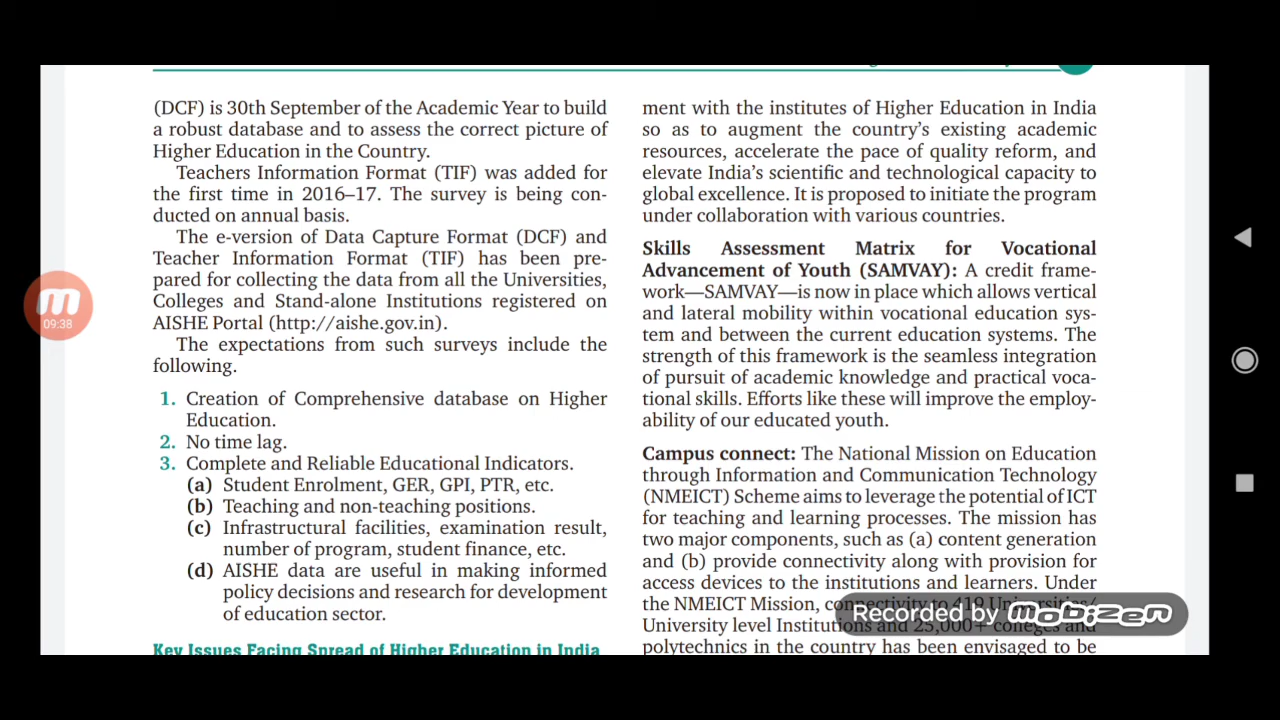 (DCF) is 30th September of the Academic Year to build
a robust database and to assess the correct picture of
Higher Education in the Country.
Teachers Information Format (TIF) was added for
the first time in 2016–17. The survey is being con-
ducted on annual basis.
The e-version of Data Capture Format (DCF) and
Teacher Information Format (TIF) has been pre-
pared for collecting the data from all the Universities,
Colleges and Stand-alone Institutions registered on
AISHE Portal (http://aishe.gov.in).
The expectations from such surveys include the
following.
1. Creation of Comprehensive database on Higher
Education.
2. No time lag.
3. Complete and Reliable Educational Indicators.
(a) Student Enrolment, GER, GPI, PTR, etc.
(b) Teaching and non-teaching positions.
(c) Infrastructural facilities, examination result,
number of program, student finance, etc.
(d) AISHE data are useful in making informed
policy decisions and research for development
of education sector.
Key Issues Facing Spread of Higher Education in India
ment with the institutes of Higher Education in India
so as to augment the country's existing academic
resources, accelerate the pace of quality reform, and
elevate India's scientific and technological capacity to
global excellence. It is proposed to initiate the program
under collaboration with various countries.
Skills Assessment Matrix for Vocational
Advancement of Youth (SAMVAY): A credit frame-
work—SAMVAY—is now in place which allows vertical
and lateral mobility within vocational education sys-
tem and between the current education systems. The
strength of this framework is the seamless integration
of pursuit of academic knowledge and practical voca-
tional skills. Efforts like these will improve the employ-
ability of our educated youth.
Campus connect: The National Mission on Education
through Information and Communication Technology
(NMEICT) Scheme aims to leverage the potential of ICT
for teaching and learning processes. The mission has
two major components, such as (a) content generation
and (b) provide connectivity along with provision for
access devices to the institutions and learners. Under
the NMEICT Mission, connectivity to 419 Universities/
University level Institutions and 25,000+ colleges and
polytechnics in the country has been envisaged to be
09:38
Recorded by mobizen